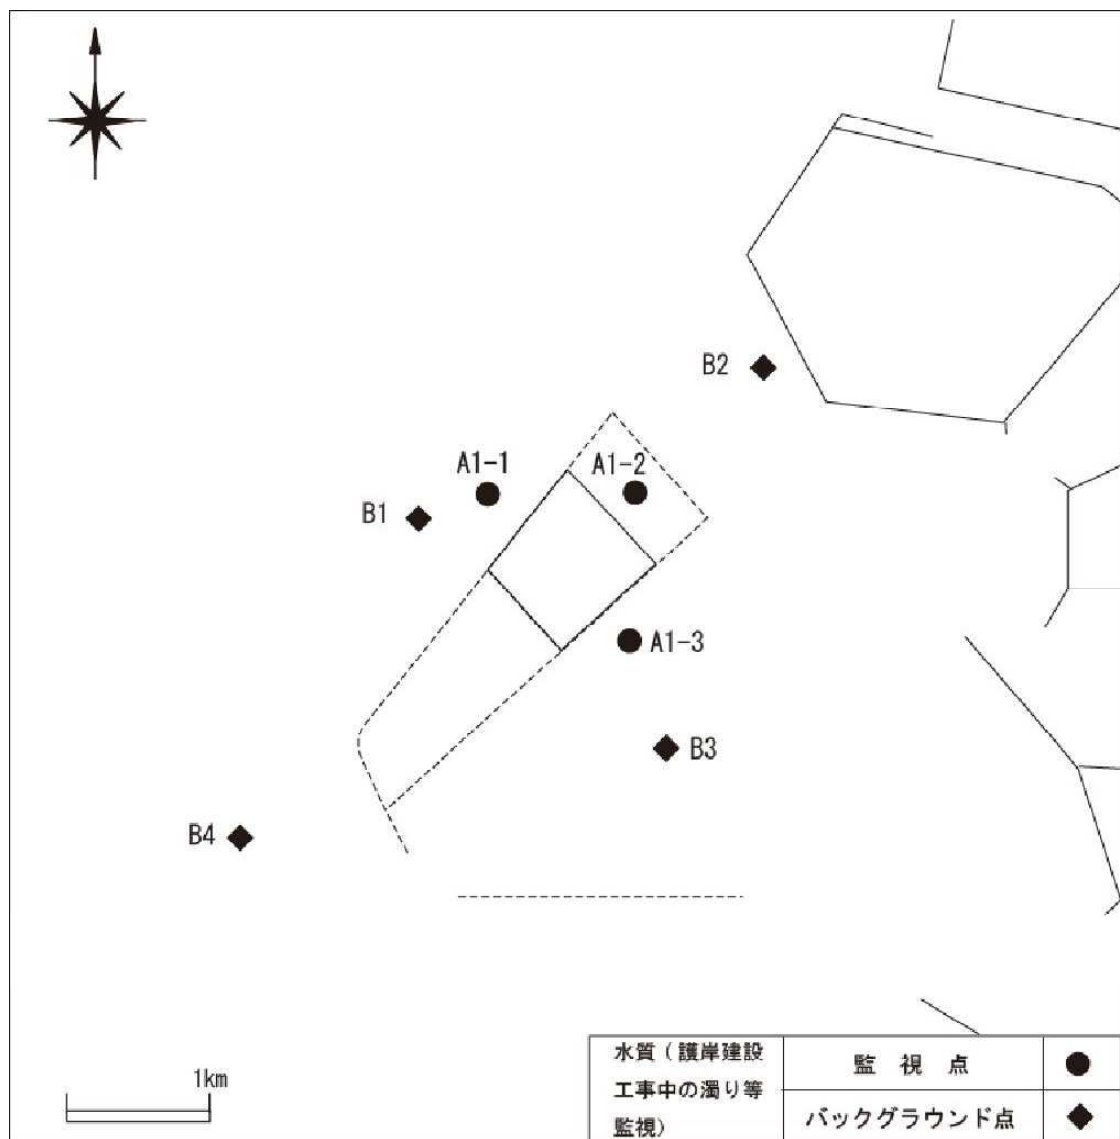 B2
A1-1
A1-2
B1
A1-3
B3
B4
1km
水質(護岸建設
工事中の濁り等
監視)
監視点
バックグラウンド点